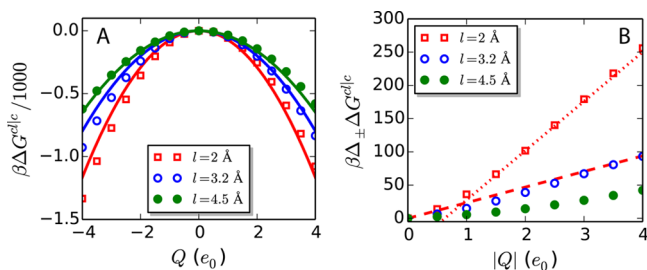 A
βΔG^{cd|c}/1000
0.0
−0.5
−1.0
−1.5
l=2 Å
l=3.2 Å
l=4.5 Å
−4 −2 0 2 4
Q (e₀)
B
βΔ±ΔG^{cd|c}
300
250
200
150
100
50
0
l=2 Å
l=3.2 Å
l=4.5 Å
0 1 2 3 4
|Q| (e₀)